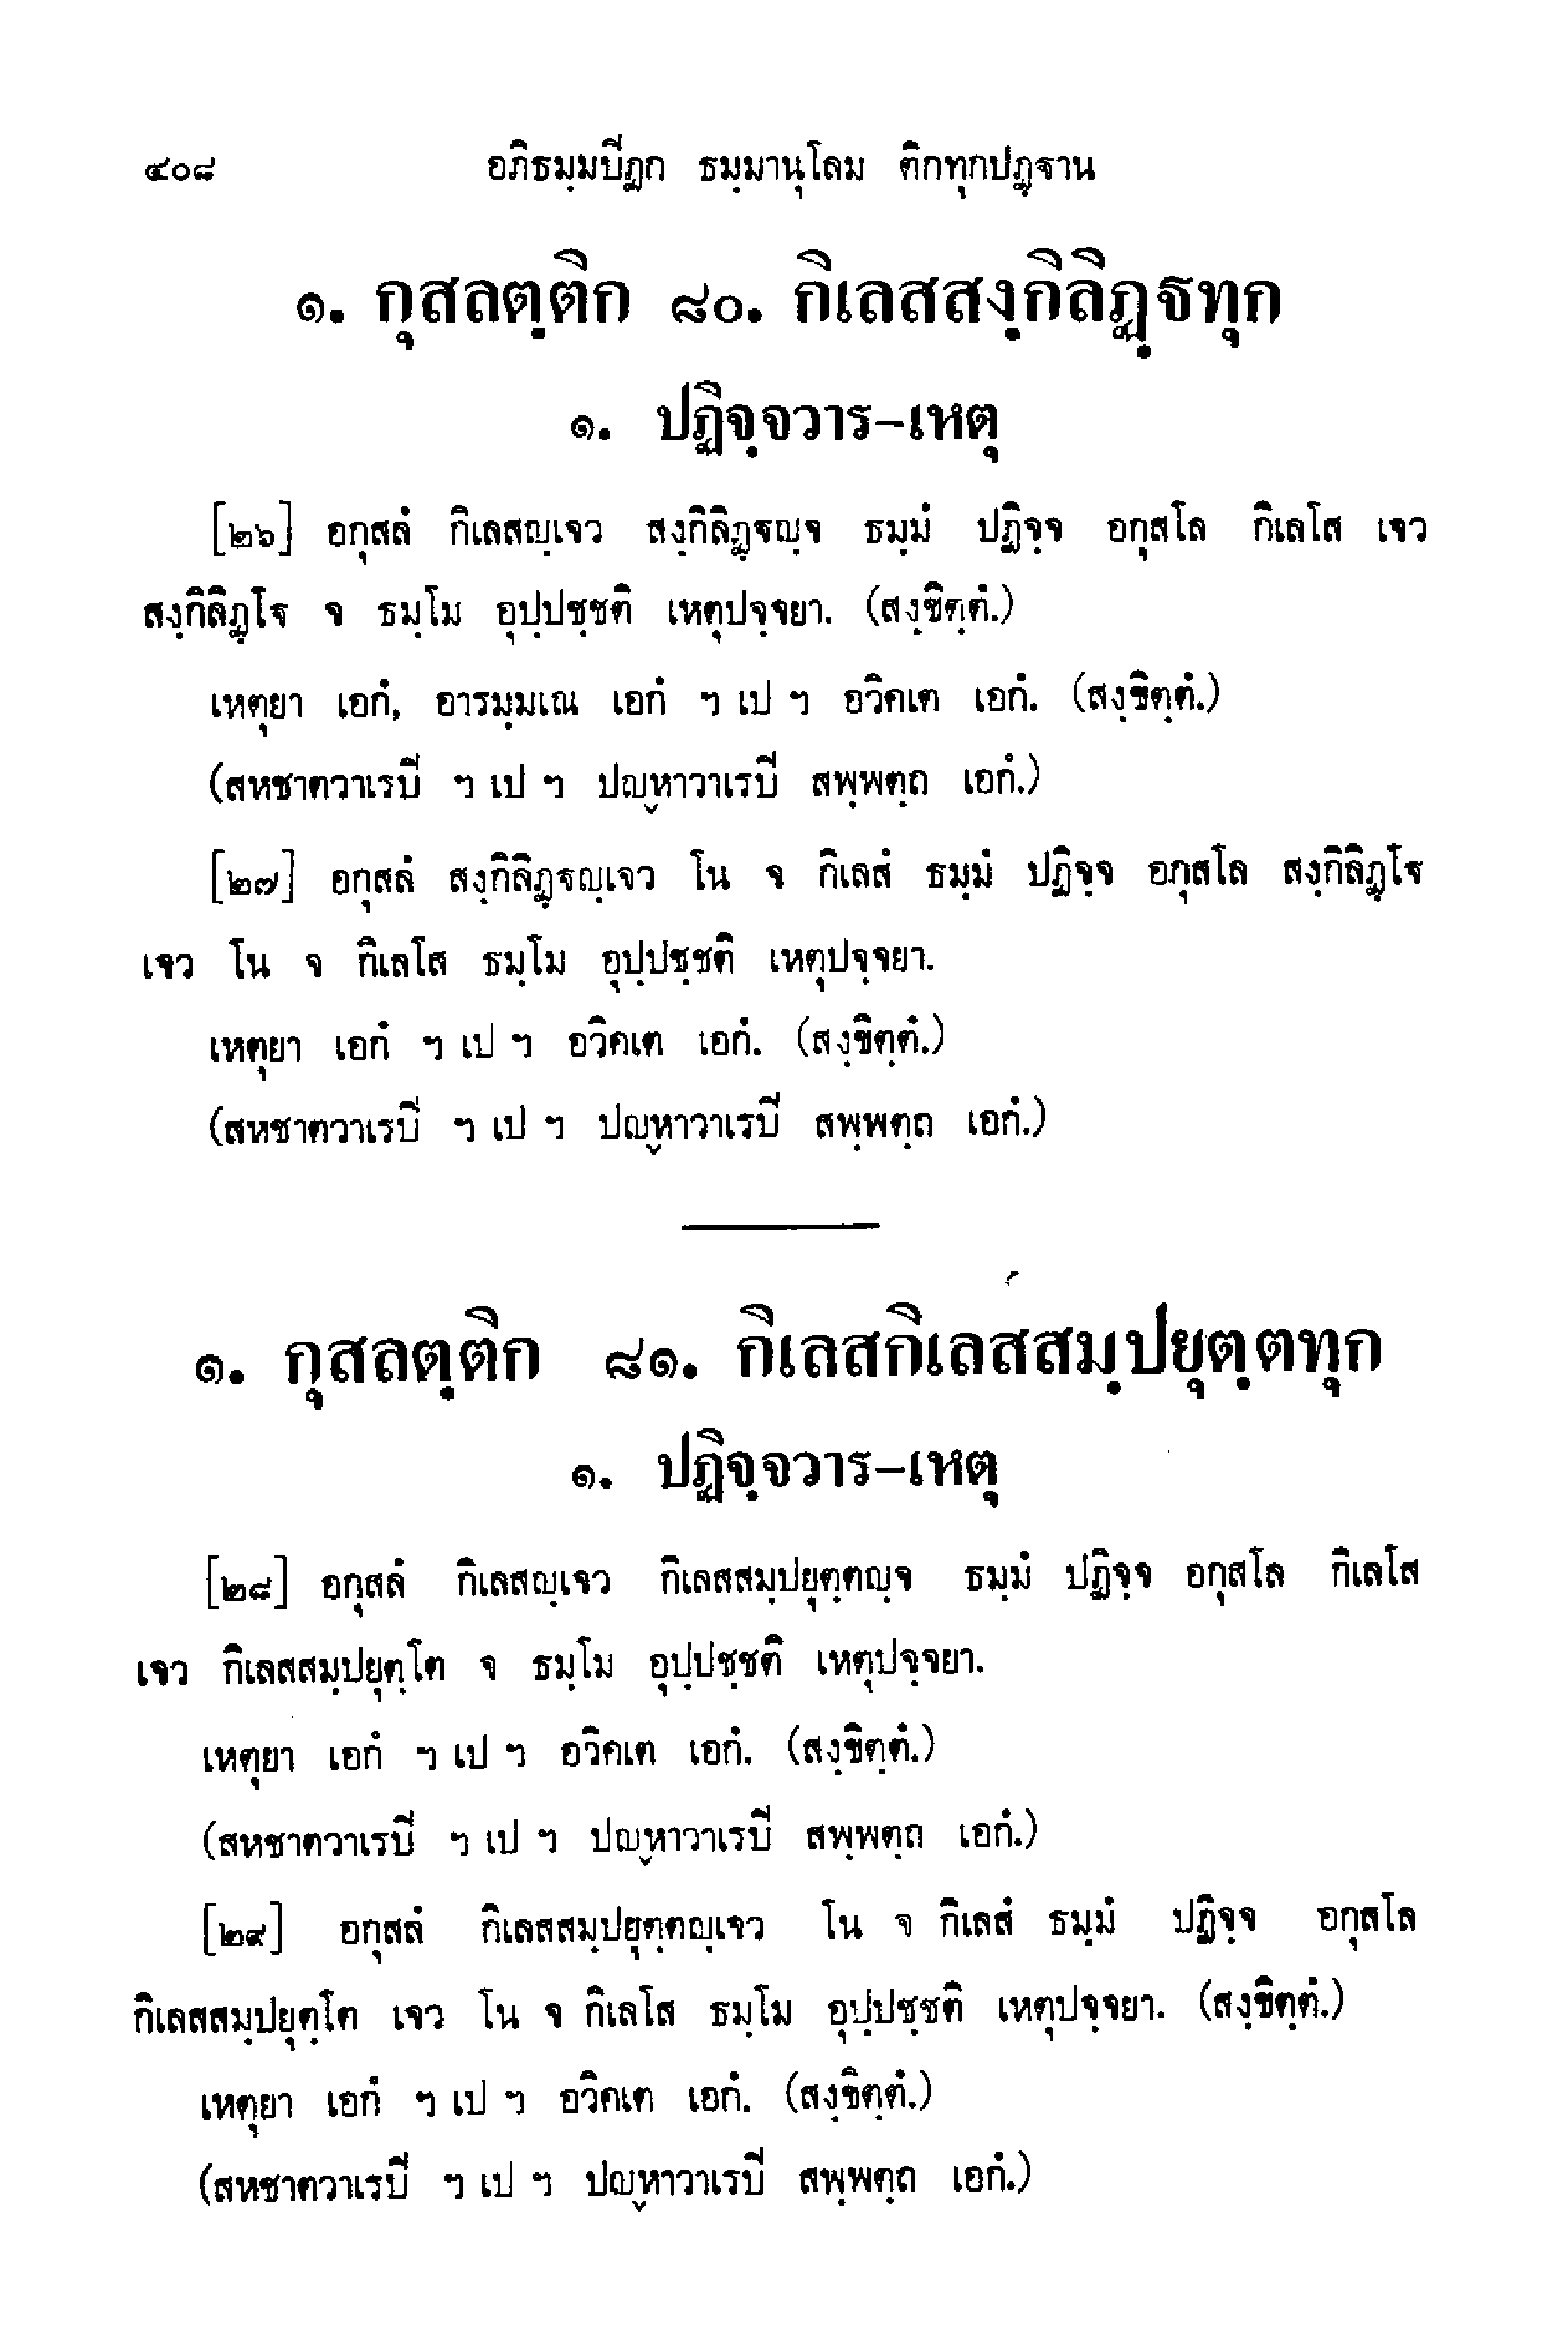 ๔๐๘ อภิธมฺมปิฏก ธมฺมานุโลม ติกทุกปฏฺฐาน
๑. กุสลตฺติก ๘๐. กิเลสสงฺกิลิฏฺฐทุก
๑. ปฏิจฺจวาร-เหตุ
[๒๖] อกุสลํ กิเลสญฺเจว สงฺกิลิฏฺฐญฺจ ธมฺมํ ปฏิจฺจ อกุสโล กิเลโส เจว
สงฺกิลิฏฺโฐ จ ธมฺโม อุปฺปชฺชติ เหตุปจฺจยา. (สงฺขิตฺตํ.)
เหตุยา เอกํ, อารมฺมเณ เอกํ ฯ เป ฯ อวิคเต เอกํ. (สงฺขิตฺตํ.)
(สหชาตวาเรปิ ฯ เป ฯ ปญฺหาวาเรปิ สพฺพตฺถ เอกํ.)
[๒๗] อกุสลํ สงฺกิลิฏฺฐญฺเจว โน จ กิเลสํ ธมฺมํ ปฏิจฺจ อกุสโล สงฺกิลิฏฺโฐ
เจว โน จ กิเลโส ธมฺโม อุปฺปชฺชติ เหตุปจฺจยา.
เหตุยา เอกํ ฯ เป ฯ อวิคเต เอกํ. (สงฺขิตฺตํ.)
(สหชาตวาเรปิ ฯ เป ฯ ปญฺหาวาเรปิ สพฺพตฺถ เอกํ.)
๑. กุสลตฺติก ๘๑. กิเลสกิเลสสมฺปยุตฺตทุก
๑. ปฏิจฺจวาร-เหตุ
[๒๘] อกุสลํ กิเลสญฺเจว กิเลสสมฺปยุตฺตญฺจ ธมฺมํ ปฏิจฺจ อกุสโล กิเลโส
เจว กิเลสสมฺปยุตฺโต จ ธมฺโม อุปฺปชฺชติ เหตุปจฺจยา.
เหตุยา เอกํ ฯ เป ฯ อวิคเต เอกํ. (สงฺขิตฺตํ.)
(สหชาตวาเรปิ ฯ เป ฯ ปญฺหาวาเรปิ สพฺพตฺถ เอกํ.)
[๒๙] อกุสลํ กิเลสสมฺปยุตฺตญฺเจว โน จ กิเลสํ ธมฺมํ ปฏิจฺจ อกุสโล
กิเลสสมฺปยุตฺโต เจว โน จ กิเลโส ธมฺโม อุปฺปชฺชติ เหตุปจฺจยา. (สงฺขิตฺตํ.)
เหตุยา เอกํ ฯ เป ฯ อวิคเต เอกํ. (สงฺขิตฺตํ.)
(สหชาตวาเรปิ ฯ เป ฯ ปญฺหาวาเรปิ สพฺพตฺถ เอกํ.)